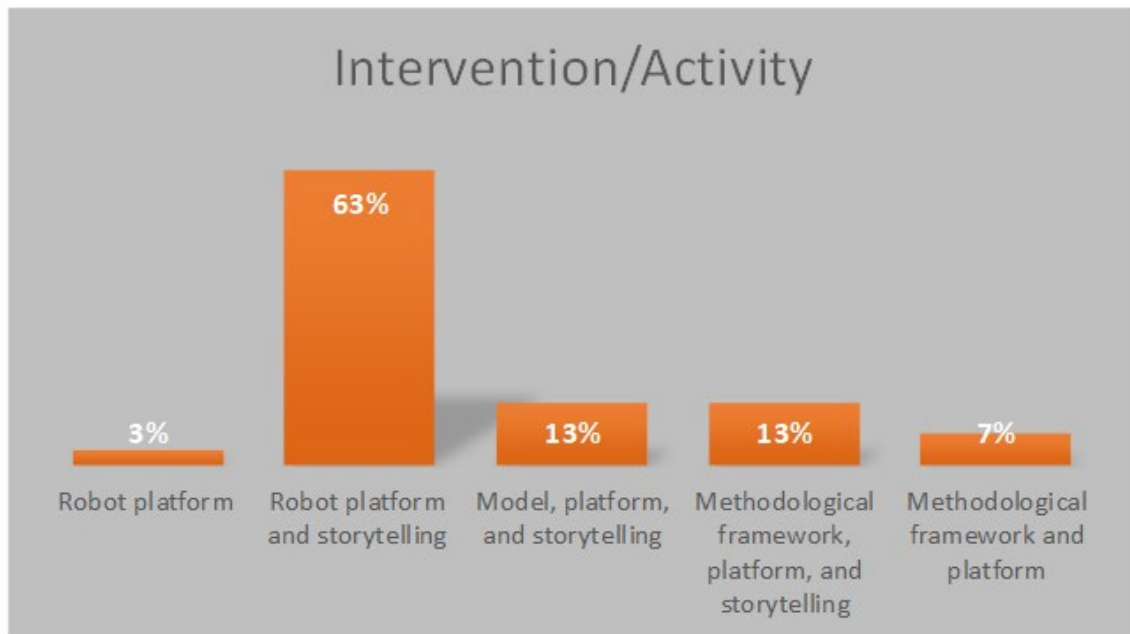 Intervention/Activity
63%
3%
13%
13%
7%
Robot platform
Robot platform
and storytelling
Model, platform,
and storytelling
Methodological
framework,
platform, and
storytelling
Methodological
framework and
platform